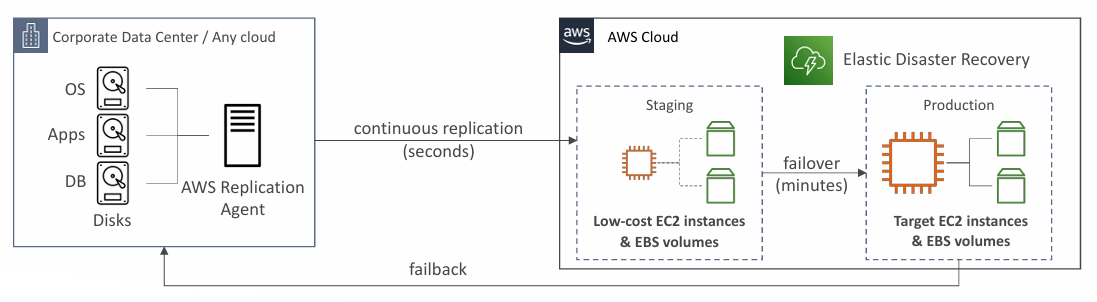 Corporate Data Center / Any cloud
OS
Apps
DB
Disks
AWS Replication
Agent
continuous replication
(seconds)
aws
AWS Cloud
Elastic Disaster Recovery
Staging
Low-cost EC2 instances
& EBS volumes
failover
(minutes)
Production
Target EC2 instances
& EBS volumes
failback